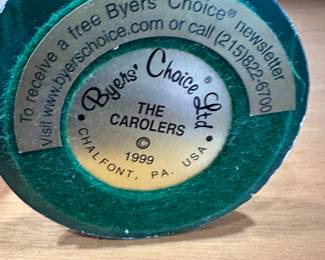 To receive a free Byers' Choice® newsletter
Visit www.byerschoice.com or call (215)822-6700
• Byers' Choice Ltd •
®
THE
CAROLERS
©
1999
CHALFONT, PA. USA